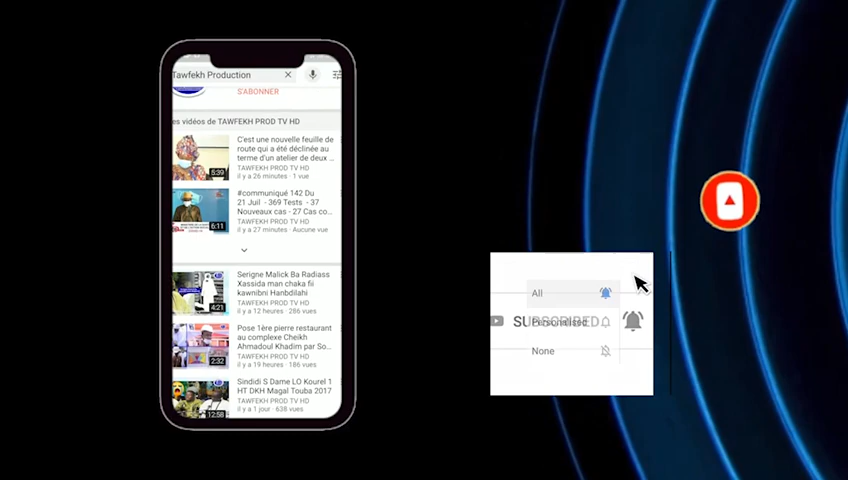 Tawfekh Production
S'ABONNER
es vidéos de TAWFEKH PROD TV HD
C'est une nouvelle feuille de
route qui a été déclinée au
terme d'un atelier de deux ...
TAWFEKH PROD TV HD
il y a 26 minutes · 1 vue
5:39
#communiqué 142 Du
21 Juil - 369 Tests - 37
Nouveaux cas - 27 Cas co...
TAWFEKH PROD TV HD
il y a 27 minutes · Aucune vue
5:11
Serigne Malick Ba Radiass
Xassida man chaka fii
kawnibni Hanbdilahi
TAWFEKH PROD TV HD
il y a 12 heures · 286 vues
4:21
Pose 1ère pierre restaurant
au complexe Cheikh
Ahmadoul Khadim par So...
TAWFEKH PROD TV HD
il y a 19 heures · 186 vues
2:32
Sindidi S Dame LO Kourel 1
HT DKH Magal Touba 2017
TAWFEKH PROD TV HD
il y a 1 jour · 638 vues
12:58
All
SUBSCRIBED
Personalised
None